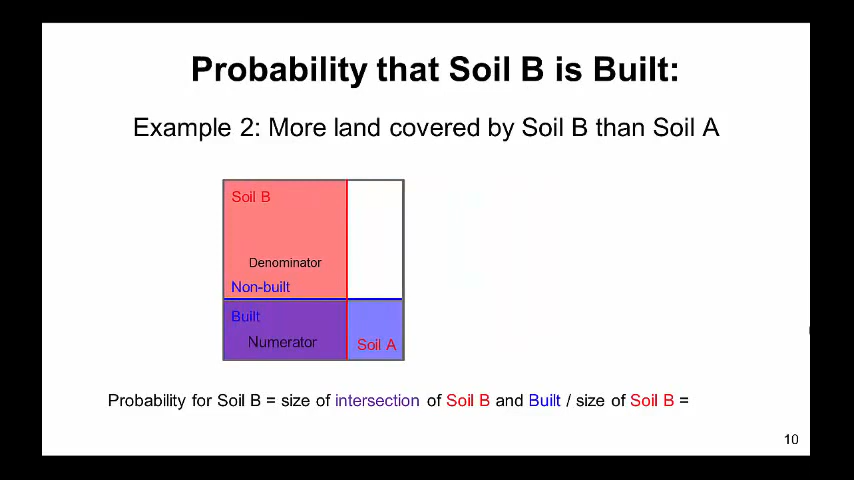 Probability that Soil B is Built:
Example 2: More land covered by Soil B than Soil A
Soil B
Denominator
Non-built
Built
Numerator
Soil A
Probability for Soil B = size of intersection of Soil B and Built / size of Soil B =
10